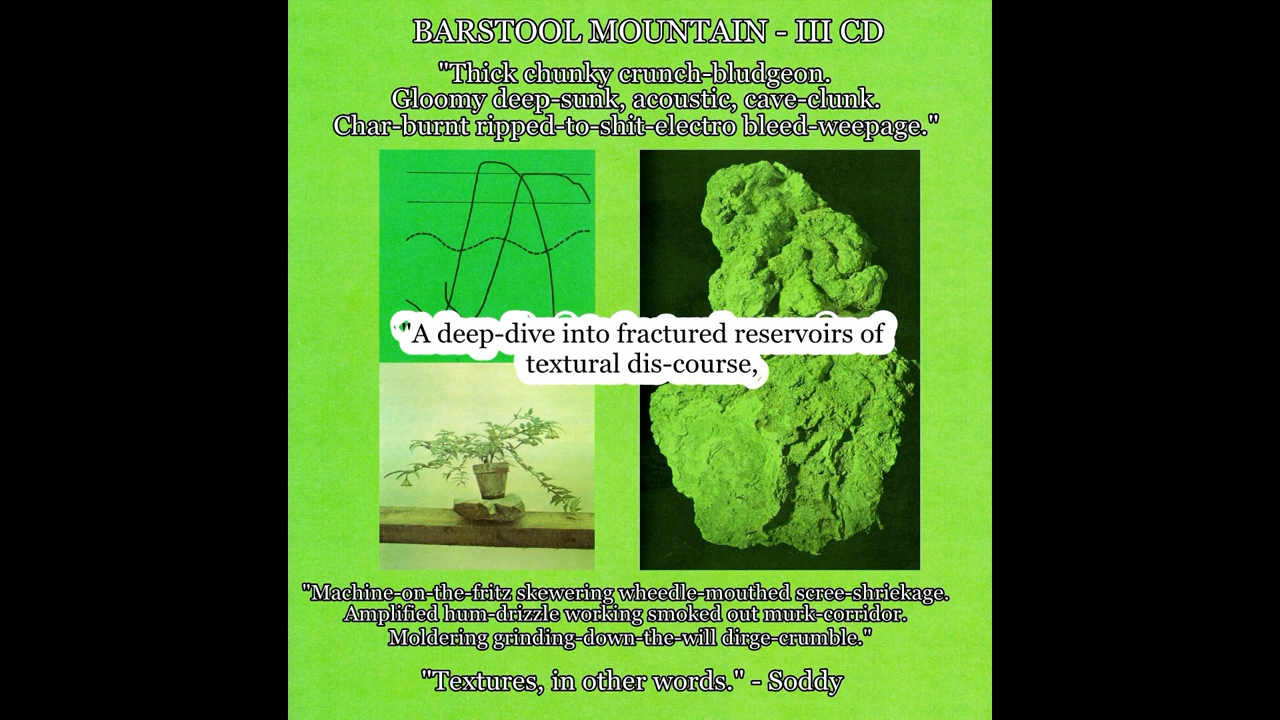 BARSTOOL MOUNTAIN - III CD
"Thick chunky crunch-bludgeon.
Gloomy deep-sunk, acoustic, cave-clunk.
Char-burnt ripped-to-shit-electro bleed-weepage."
"A deep-dive into fractured reservoirs of
textural dis-course,
"Machine-on-the-fritz skewering wheedle-mouthed scree-shriekage.
Amplified hum-drizzle working smoked out murk-corridor.
Moldering grinding-down-the-will dirge-crumble."
"Textures, in other words." - Soddy